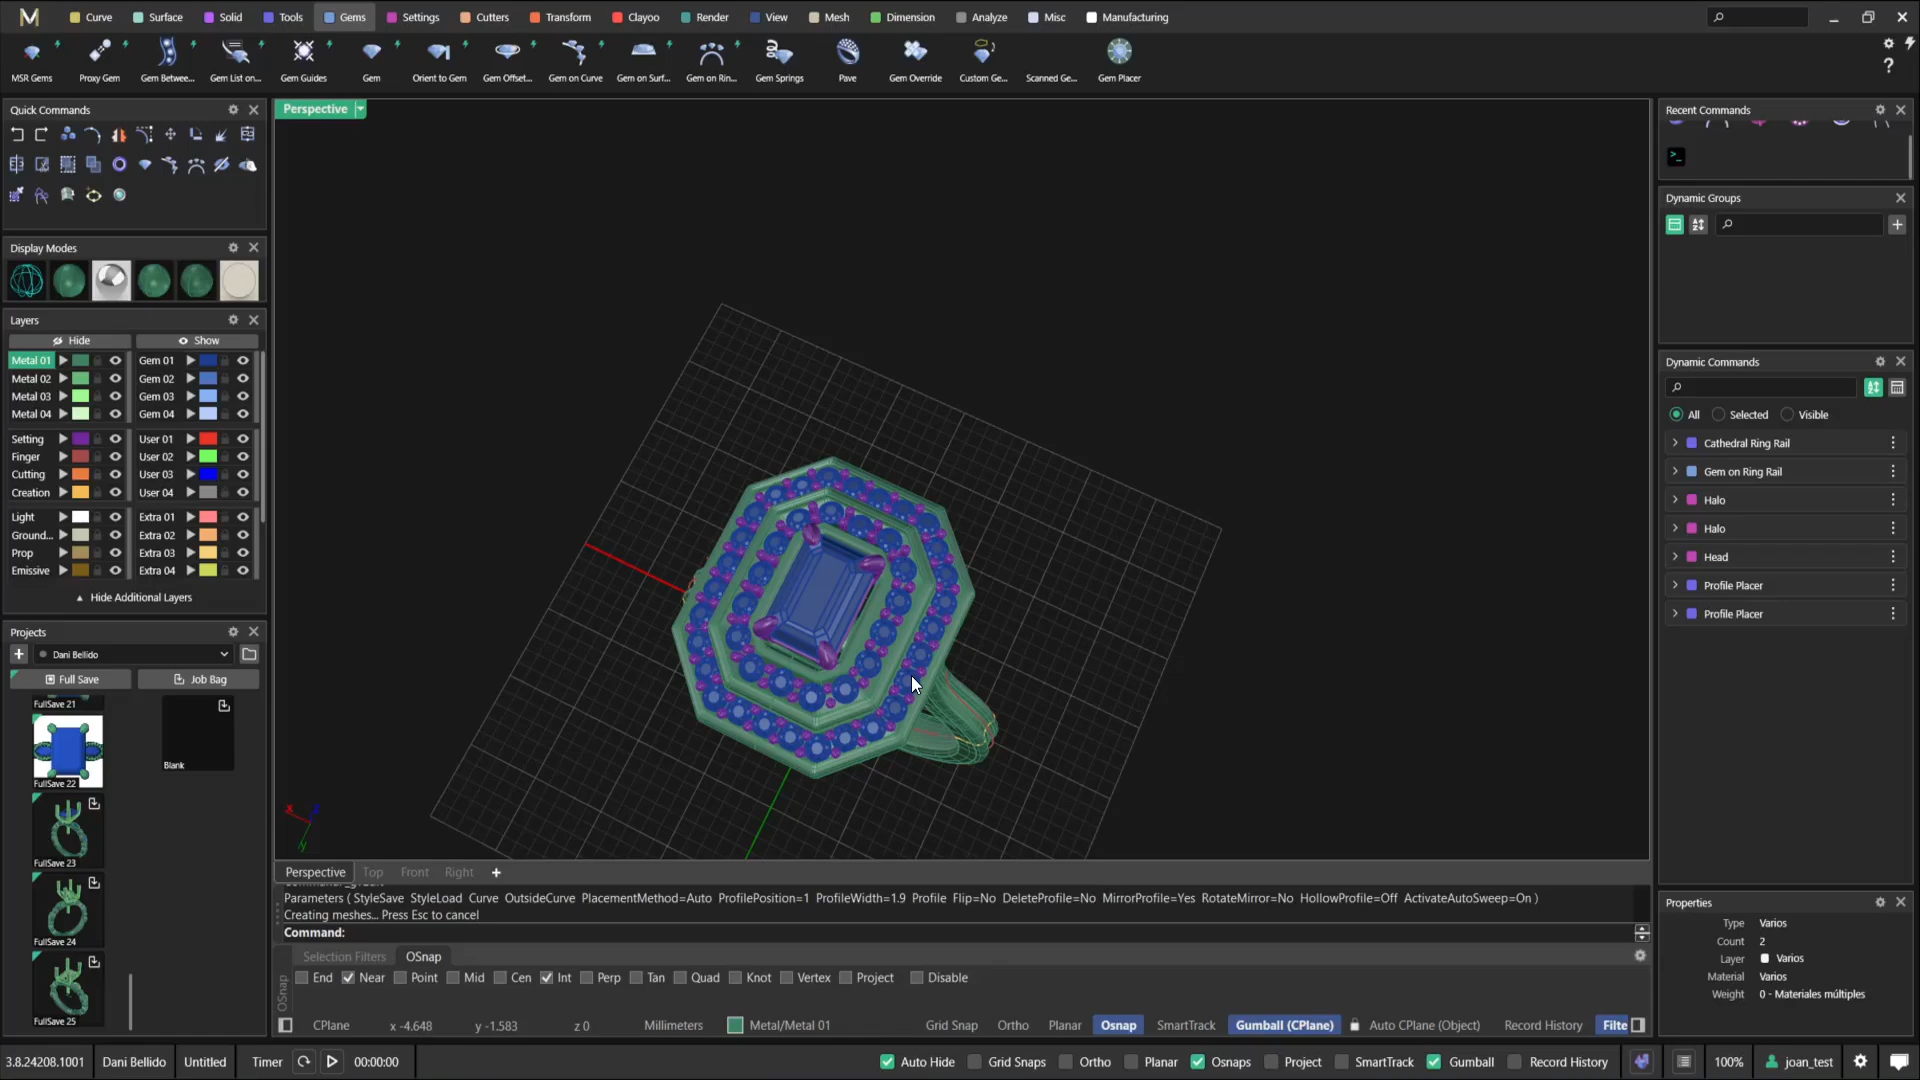 M Curve Surface Solid Tools Gems Settings Cutters Transform Clayoo Render View Mesh Dimension Analyze Misc Manufacturing
MSR Gems Proxy Gem Gem Betwee... Gem List on... Gem Guides Gem Orient to Gem Gem Offset... Gem on Curve Gem on Surf... Gem on Rin... Gem Springs Pave Gem Override Custom Ge... Scanned Ge... Gem Placer
?
Quick Commands
Display Modes
Layers
Hide Show
Metal 01 Gem 01
Metal 02 Gem 02
Metal 03 Gem 03
Metal 04 Gem 04
Setting User 01
Finger User 02
Cutting User 03
Creation User 04
Light Extra 01
Ground... Extra 02
Prop Extra 03
Emissive Extra 04
Hide Additional Layers
Projects
Dani Bellido
Full Save Job Bag
FullSave 21
Blank
FullSave 22
FullSave 23
FullSave 24
FullSave 25
Perspective
x
y
Perspective Top Front Right
Parameters ( StyleSave StyleLoad Curve OutsideCurve PlacementMethod=Auto ProfilePosition=1 ProfileWidth=1.9 Profile Flip=No DeleteProfile=No MirrorProfile=Yes RotateMirror=No HollowProfile=Off ActivateAutoSweep=On )
Creating meshes... Press Esc to cancel
Command:
Selection Filters OSnap
OSnap
End Near Point Mid Cen Int Perp Tan Quad Knot Vertex Project Disable
CPlane x -4.648 y -1.583 z 0 Millimeters Metal/Metal 01 Grid Snap Ortho Planar Osnap SmartTrack Gumball (CPlane) Auto CPlane (Object) Record History Filte
Recent Commands
Dynamic Groups
Dynamic Commands
All Selected Visible
Cathedral Ring Rail
Gem on Ring Rail
Halo
Halo
Head
Profile Placer
Profile Placer
Properties
Type Varios
Count 2
Layer Varios
Material Varios
Weight 0 - Materiales múltiples
3.8.24208.1001 Dani Bellido Untitled Timer 00:00:00 Auto Hide Grid Snaps Ortho Planar Osnaps Project SmartTrack Gumball Record History 100% joan_test